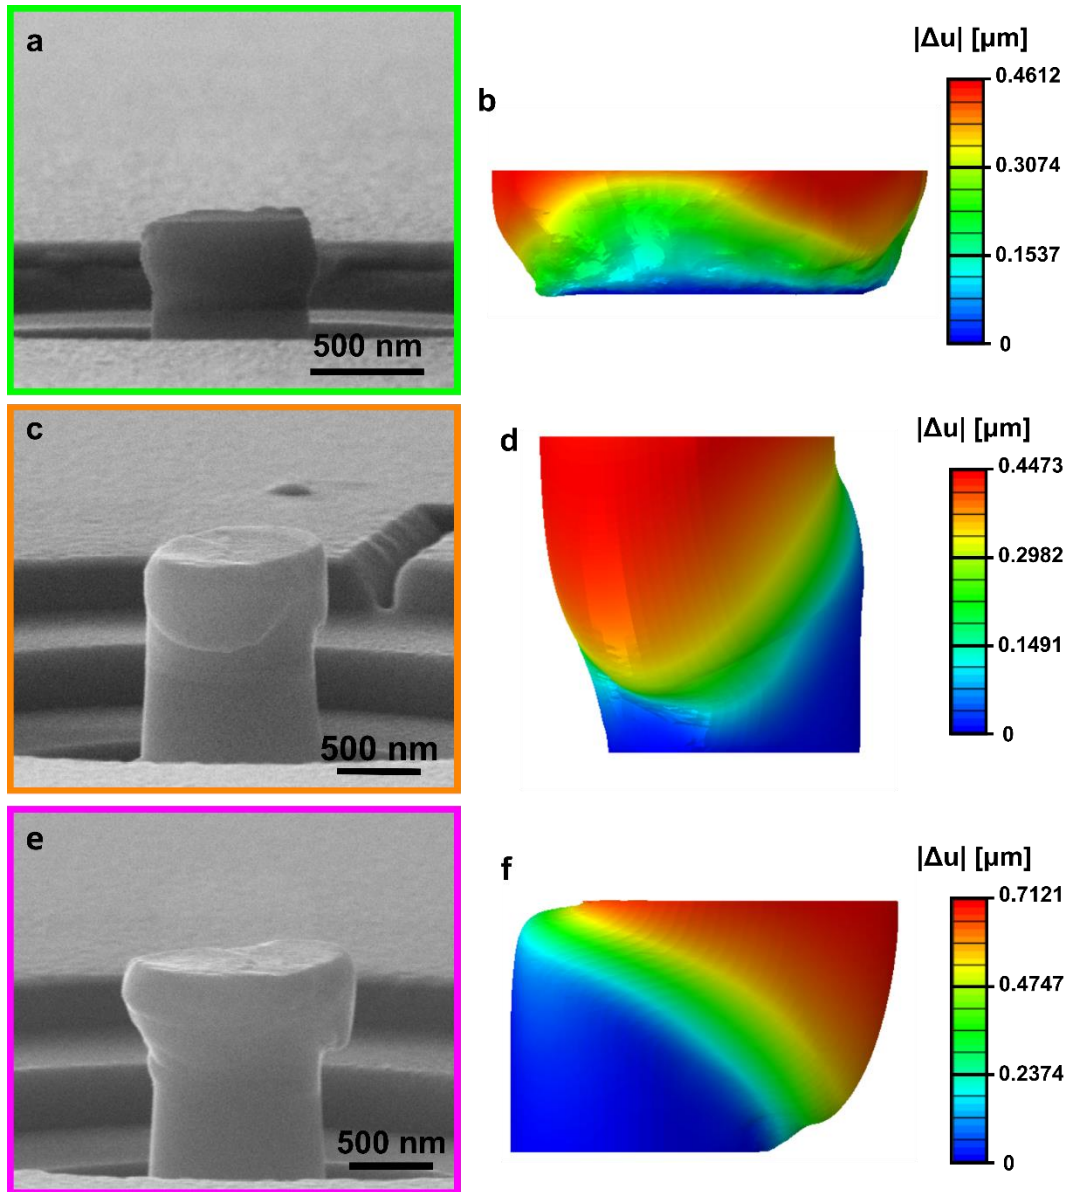 a
500 nm
b
|Δu| [µm]
0.4612
0.3074
0.1537
0
c
500 nm
d
|Δu| [µm]
0.4473
0.2982
0.1491
0
e
500 nm
f
|Δu| [µm]
0.7121
0.4747
0.2374
0